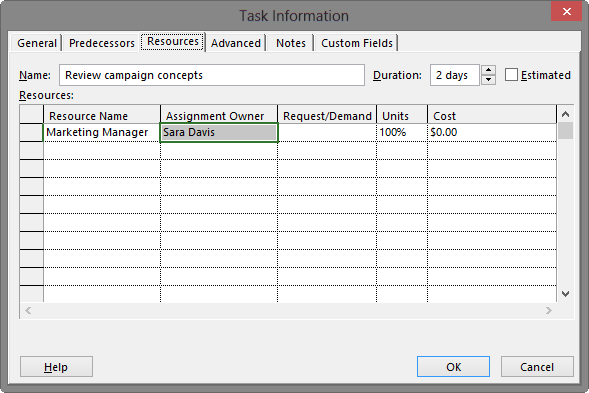 Task Information
General Predecessors Resources Advanced Notes Custom Fields
Name: Review campaign concepts Duration: 2 days Estimated
Resources:
Resource Name Assignment Owner Request/Demand Units Cost
Marketing Manager Sara Davis 100% $0.00
Help OK Cancel